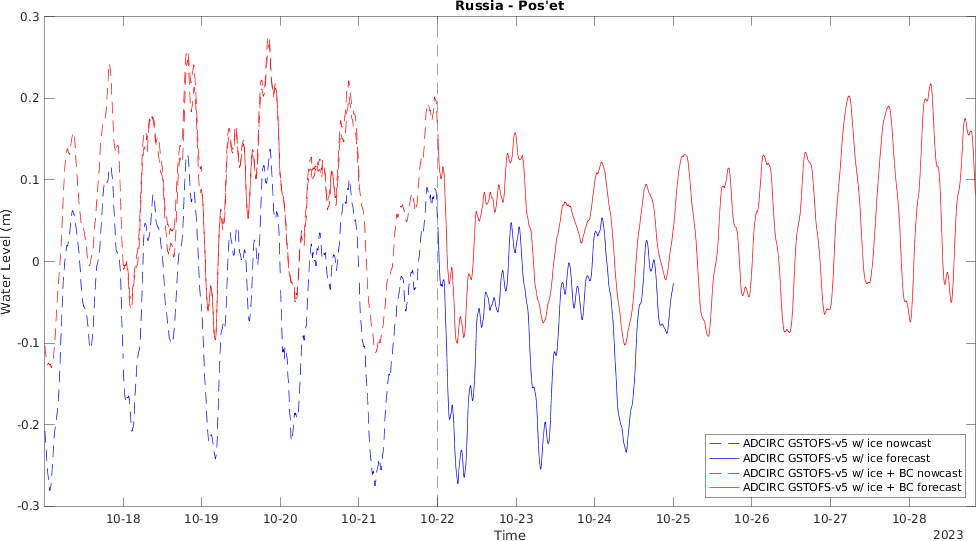 Russia - Pos'et
0.3
0.2
0.1
0
-0.1
-0.2
-0.3
Water Level (m)
10-18 10-19 10-20 10-21 10-22 10-23 10-24 10-25 10-26 10-27 10-28
Time
2023
ADCIRC GSTOFS-v5 w/ ice nowcast
ADCIRC GSTOFS-v5 w/ ice forecast
ADCIRC GSTOFS-v5 w/ ice + BC nowcast
ADCIRC GSTOFS-v5 w/ ice + BC forecast